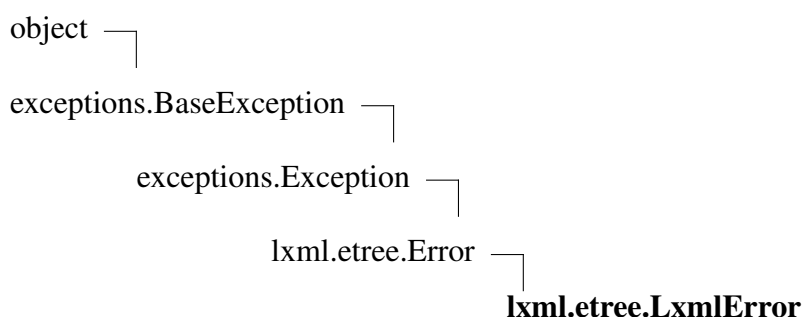 object
exceptions.BaseException
exceptions.Exception
lxml.etree.Error
lxml.etree.LxmlError